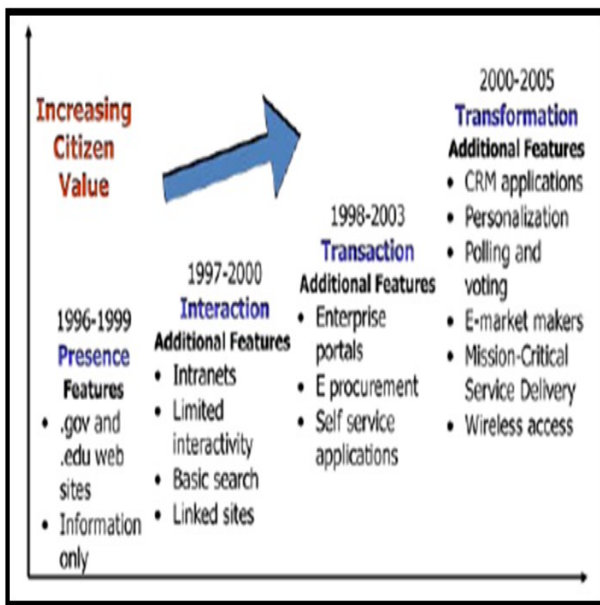 Increasing
Citizen
Value
1996-1999
Presence
Features
• .gov and
.edu web
sites
• Information
only
1997-2000
Interaction
Additional Features
• Intranets
• Limited
interactivity
• Basic search
• Linked sites
1998-2003
Transaction
Additional Features
• Enterprise
portals
• E procurement
• Self service
applications
2000-2005
Transformation
Additional Features
• CRM applications
• Personalization
• Polling and
voting
• E-market makers
• Mission-Critical
Service Delivery
• Wireless access